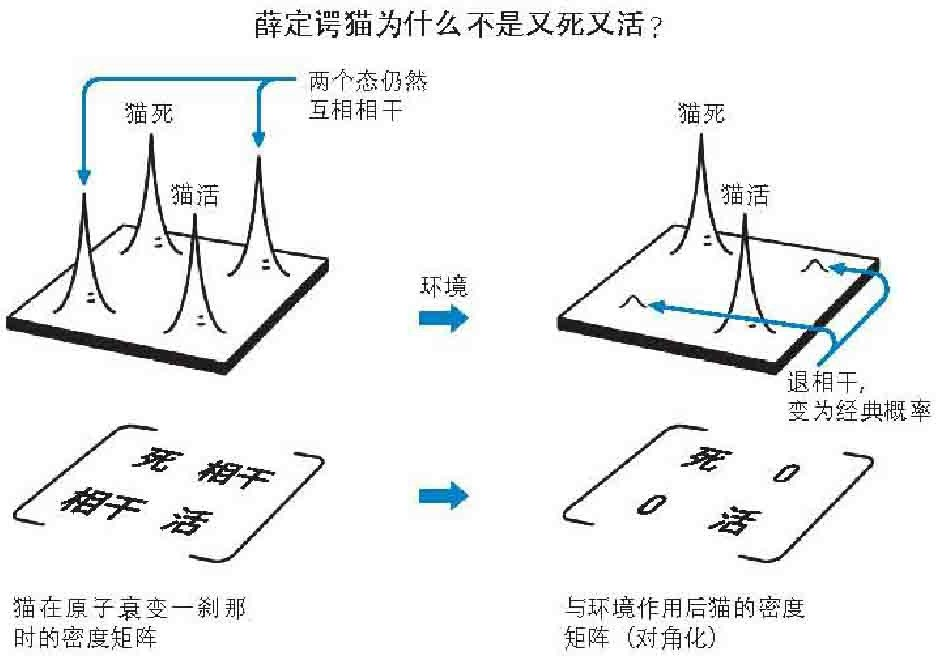 薛定谔猫为什么不是又死又活?
两个态仍然
互相相干
猫死
猫活
猫死
猫活
环境
退相干,
变为经典概率
死 相干
相干 活
死 0
0 活
猫在原子衰变一刹那
时的密度矩阵
与环境作用后猫的密度
矩阵(对角化)